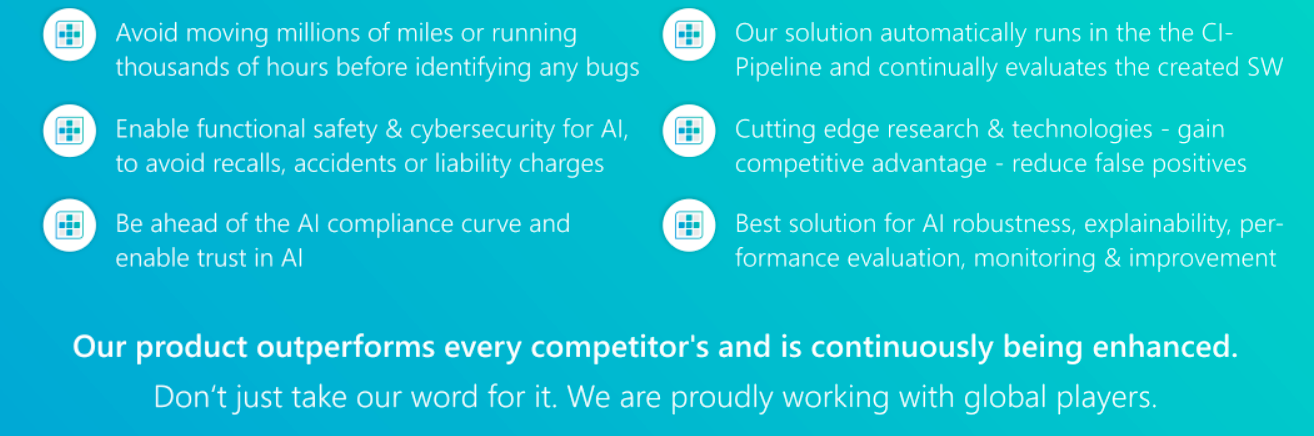 Avoid moving millions of miles or running
thousands of hours before identifying any bugs
Enable functional safety & cybersecurity for AI,
to avoid recalls, accidents or liability charges
Be ahead of the AI compliance curve and
enable trust in AI
Our solution automatically runs in the the CI-
Pipeline and continually evaluates the created SW
Cutting edge research & technologies - gain
competitive advantage - reduce false positives
Best solution for AI robustness, explainability, per-
formance evaluation, monitoring & improvement
Our product outperforms every competitor's and is continuously being enhanced.
Don‘t just take our word for it. We are proudly working with global players.